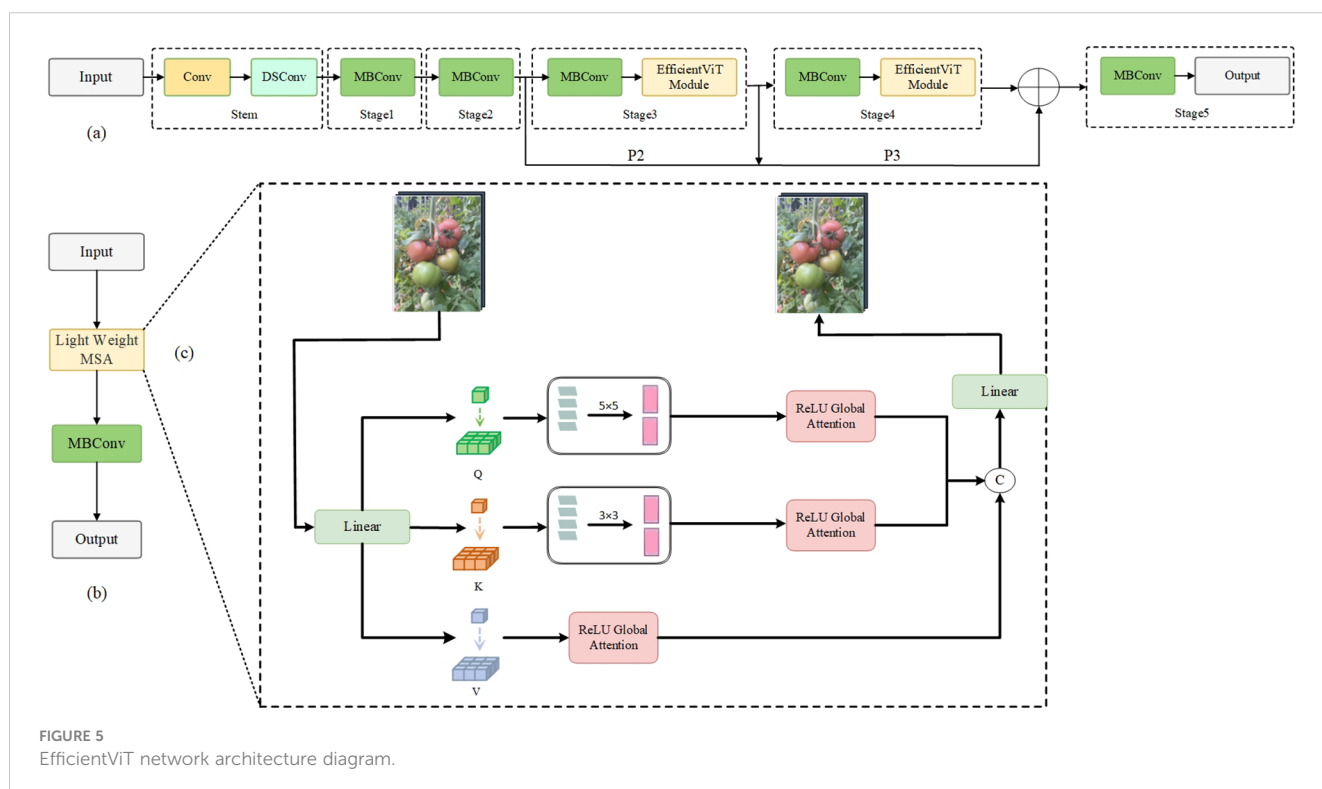 Input
Conv
DSConv
Stem
MBConv
Stage1
MBConv
Stage2
MBConv
EfficientViT
Module
Stage3
MBConv
EfficientViT
Module
Stage4
MBConv
Output
Stage5
(a)
P2
P3
Input
Light Weight
MSA
MBConv
Output
(b)
(c)
Linear
Q
5×5
ReLU Global
Attention
K
3×3
ReLU Global
Attention
V
ReLU Global
Attention
C
Linear
FIGURE 5
EfficientViT network architecture diagram.